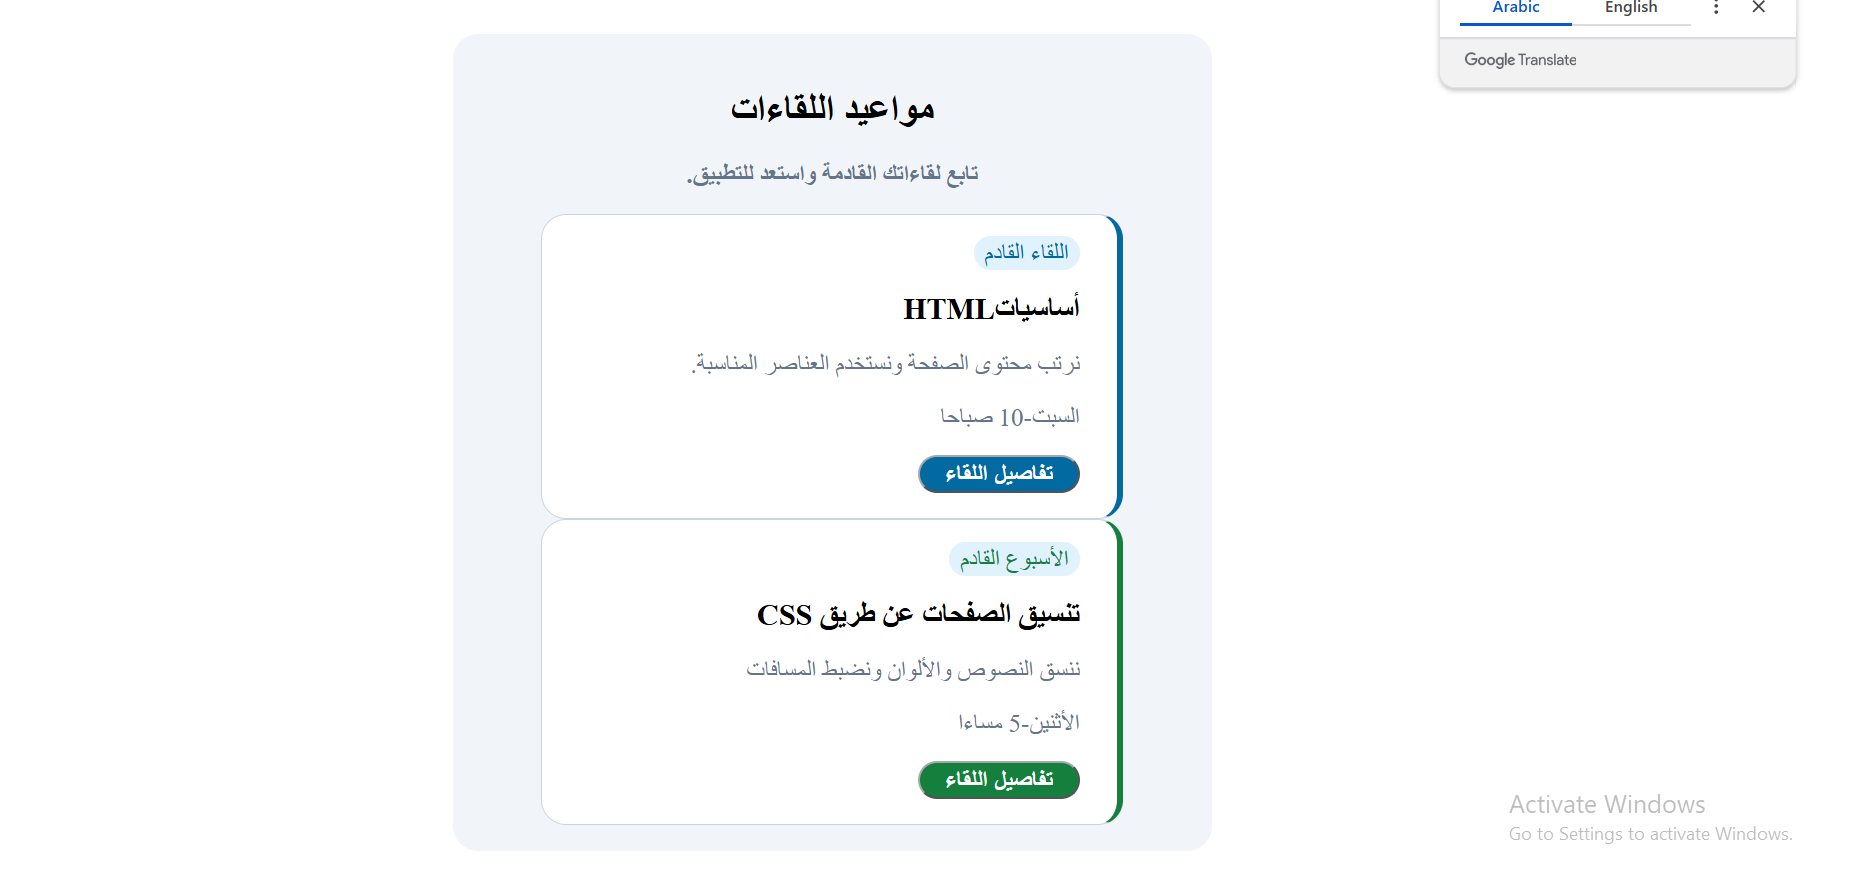 Arabic English
Google Translate
مواعيد اللقاءات
تابع لقاءاتك القادمة واستعد للتطبيق.
اللقاء القادم
أساسياتHTML
نرتب محتوى الصفحة ونستخدم العناصر المناسبة.
السبت-10 صباحا
تفاصيل اللقاء
الأسبوع القادم
تنسيق الصفحات عن طريق CSS
ننسق النصوص والألوان ونضبط المسافات
الأثنين-5 مساءا
تفاصيل اللقاء
Activate Windows
Go to Settings to activate Windows.